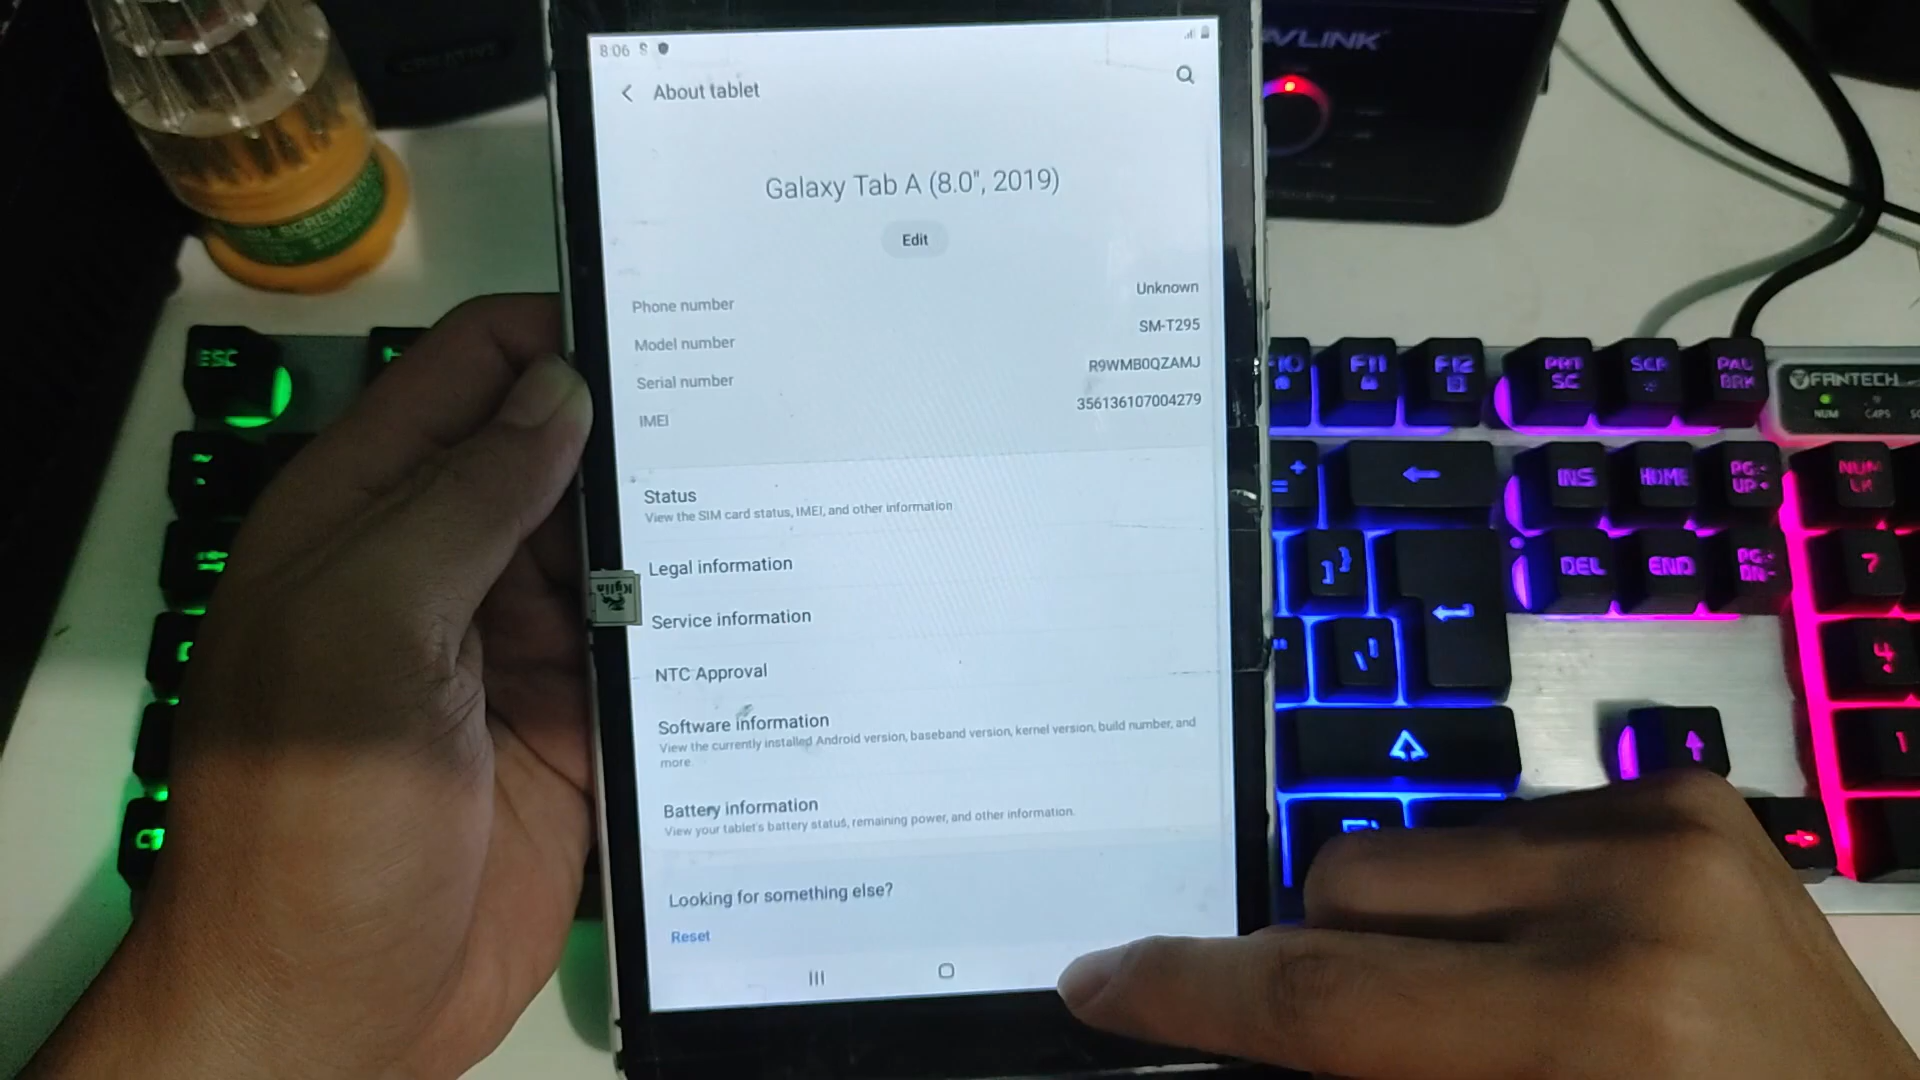 8:06
About tablet
Galaxy Tab A (8.0", 2019)
Edit
Phone number Unknown
Model number SM-T295
Serial number R9WMB0QZAMJ
IMEI 356136107004279
Status
View the SIM card status, IMEI, and other information
Legal information
Service information
NTC Approval
Software information
View the currently installed Android version, baseband version, kernel version, build number, and
more.
Battery information
View your tablet's battery status, remaining power, and other information.
Looking for something else?
Reset
SCREWDRIVER
ESC
F11
F12
PRT
SC
PAU
BRK
FANTECH
NUM
CAPS
INS
HOME
PG
UP
NUM
LK
DEL
END
PG
DN
7
4
1